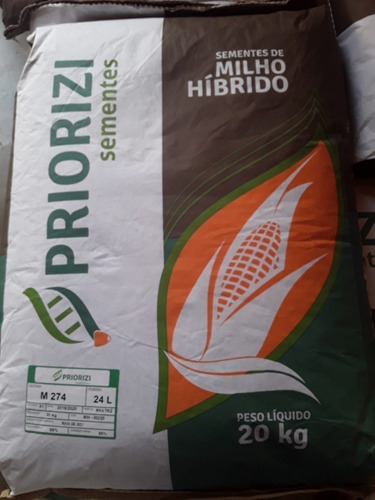 PRIORIZI
sementes
SEMENTES DE
MILHO
HÍBRIDO
PRIORIZI
M 274
24 L
PESO LÍQUIDO
20 kg